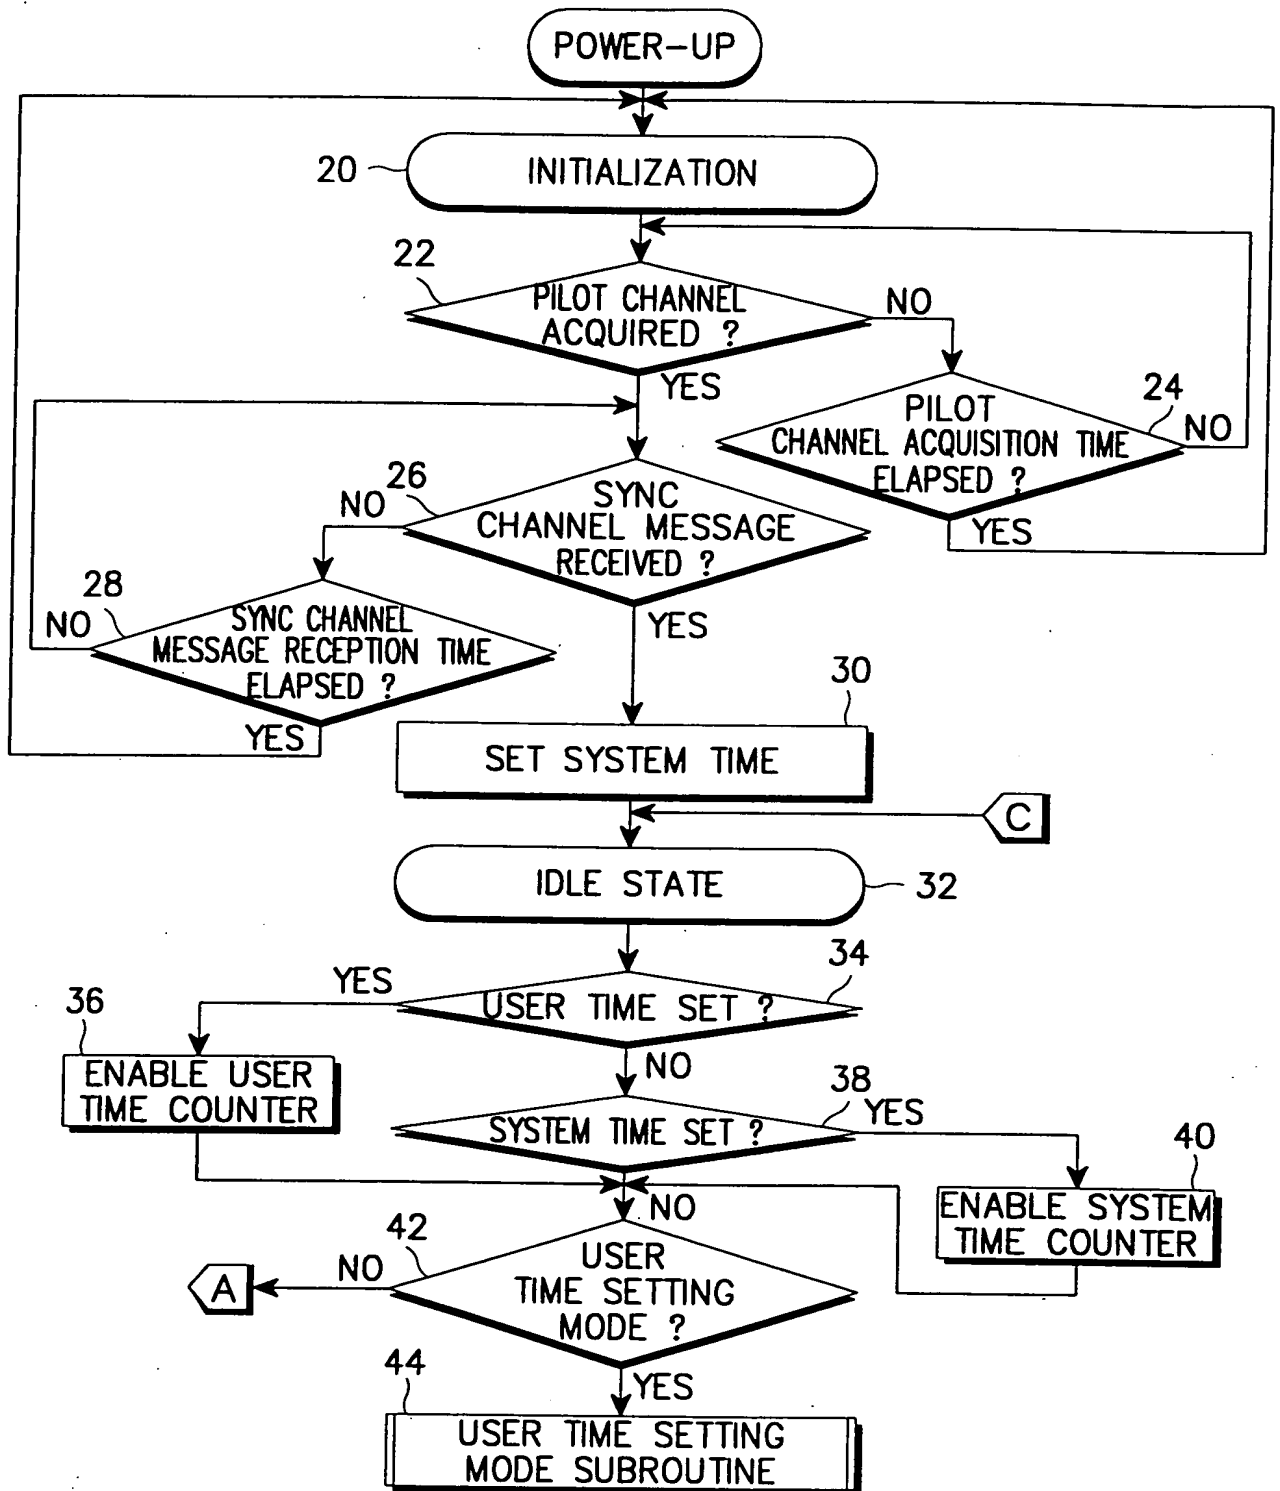 POWER-UP
20
INITIALIZATION
22
PILOT CHANNEL
ACQUIRED ?
NO
YES
24
PILOT
CHANNEL ACQUISITION TIME
ELAPSED ?
NO
YES
26
SYNC
CHANNEL MESSAGE
RECEIVED ?
NO
YES
28
SYNC CHANNEL
MESSAGE RECEPTION TIME
ELAPSED ?
NO
YES
30
SET SYSTEM TIME
C
IDLE STATE
32
34
USER TIME SET ?
YES
NO
36
ENABLE USER
TIME COUNTER
38
SYSTEM TIME SET ?
YES
NO
40
ENABLE SYSTEM
TIME COUNTER
42
USER
TIME SETTING
MODE ?
NO
A
YES
44
USER TIME SETTING
MODE SUBROUTINE